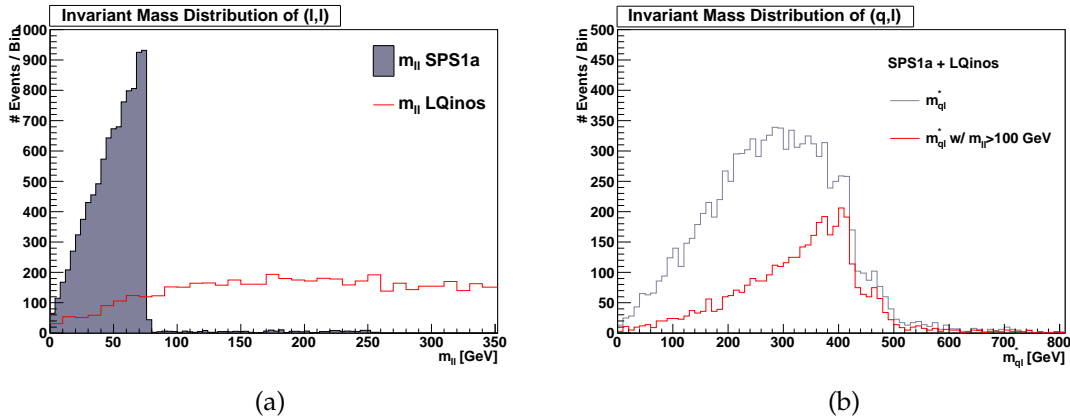 Invariant Mass Distribution of (l,l)
# Events / Bin
1000
900
800
700
600
500
400
300
200
100
0
m_ll SPS1a
m_ll LQinos
0 50 100 150 200 250 300 350
m_ll [GeV]
(a)
Invariant Mass Distribution of (q,l)
# Events / Bin
500
450
400
350
300
250
200
150
100
50
0
SPS1a + LQinos
m*_ql
m*_ql w/ m_ll>100 GeV
0 100 200 300 400 500 600 700 800
m*_ql [GeV]
(b)